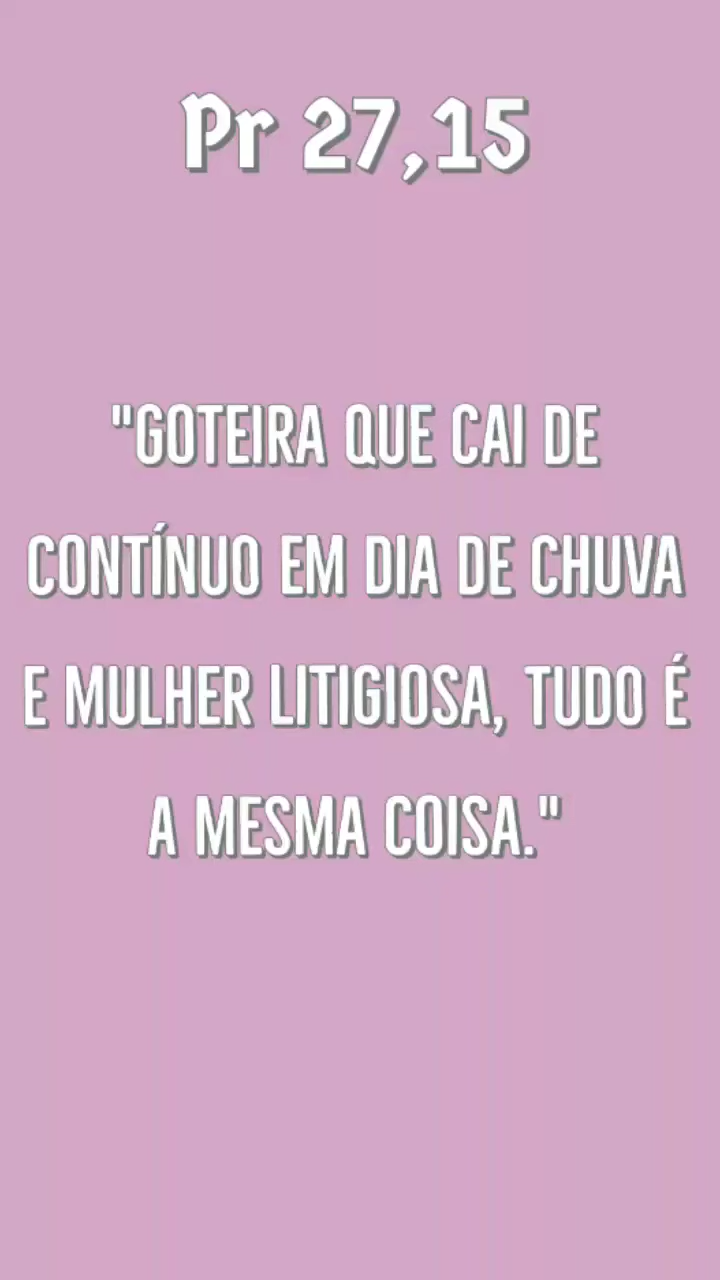 Pr 27,15
"GOTEIRA QUE CAI DE
CONTÍNUO EM DIA DE CHUVA
E MULHER LITIGIOSA, TUDO É
A MESMA COISA."